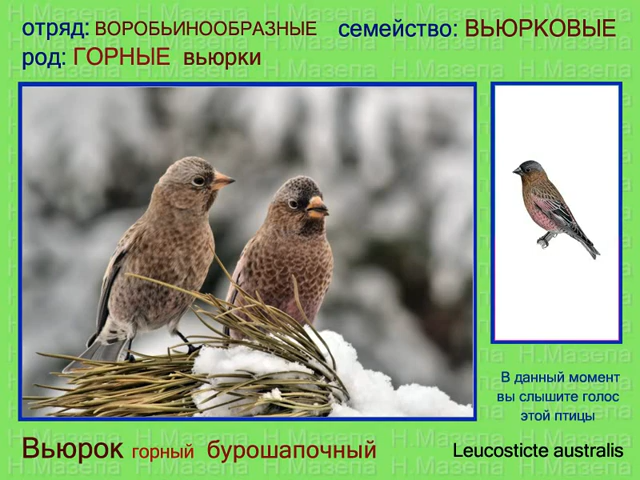 отряд: ВОРОБЬИНООБРАЗНЫЕ семейство: ВЬЮРКОВЫЕ
род: ГОРНЫЕ вьюрки
В данный момент
вы слышите голос
этой птицы
Вьюрок горный бурошапочный
Leucosticte australis
Н.Мазепа